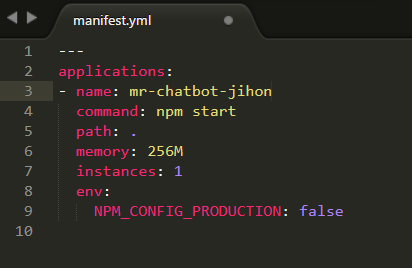 manifest.yml
1 ---
2 applications:
3 - name: mr-chatbot-jihon
4   command: npm start
5   path: .
6   memory: 256M
7   instances: 1
8   env:
9     NPM_CONFIG_PRODUCTION: false
10